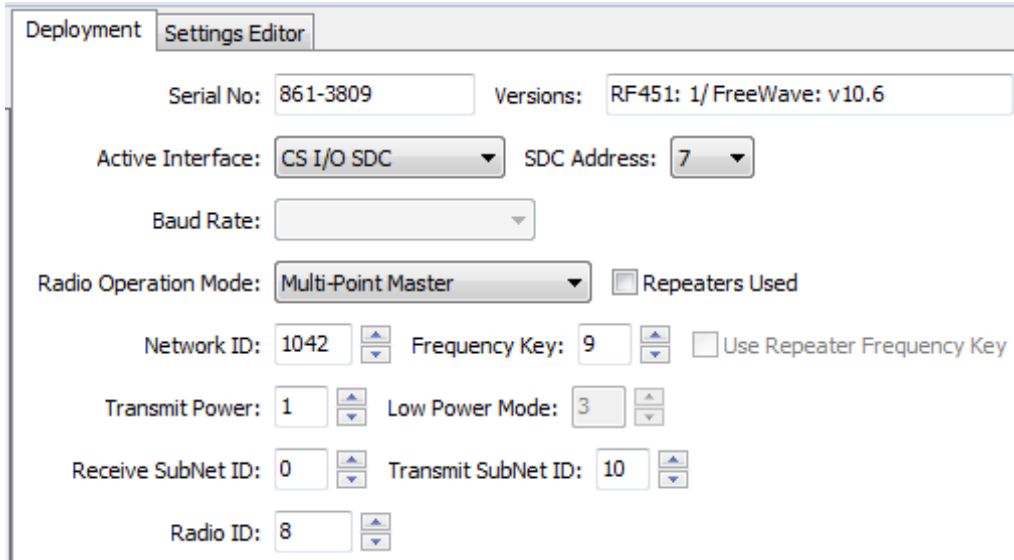 Deployment Settings Editor
Serial No: 861-3809 Versions: RF451: 1/ FreeWave: v10.6
Active Interface: CS I/O SDC SDC Address: 7
Baud Rate:
Radio Operation Mode: Multi-Point Master Repeaters Used
Network ID: 1042 Frequency Key: 9 Use Repeater Frequency Key
Transmit Power: 1 Low Power Mode: 3
Receive SubNet ID: 0 Transmit SubNet ID: 10
Radio ID: 8